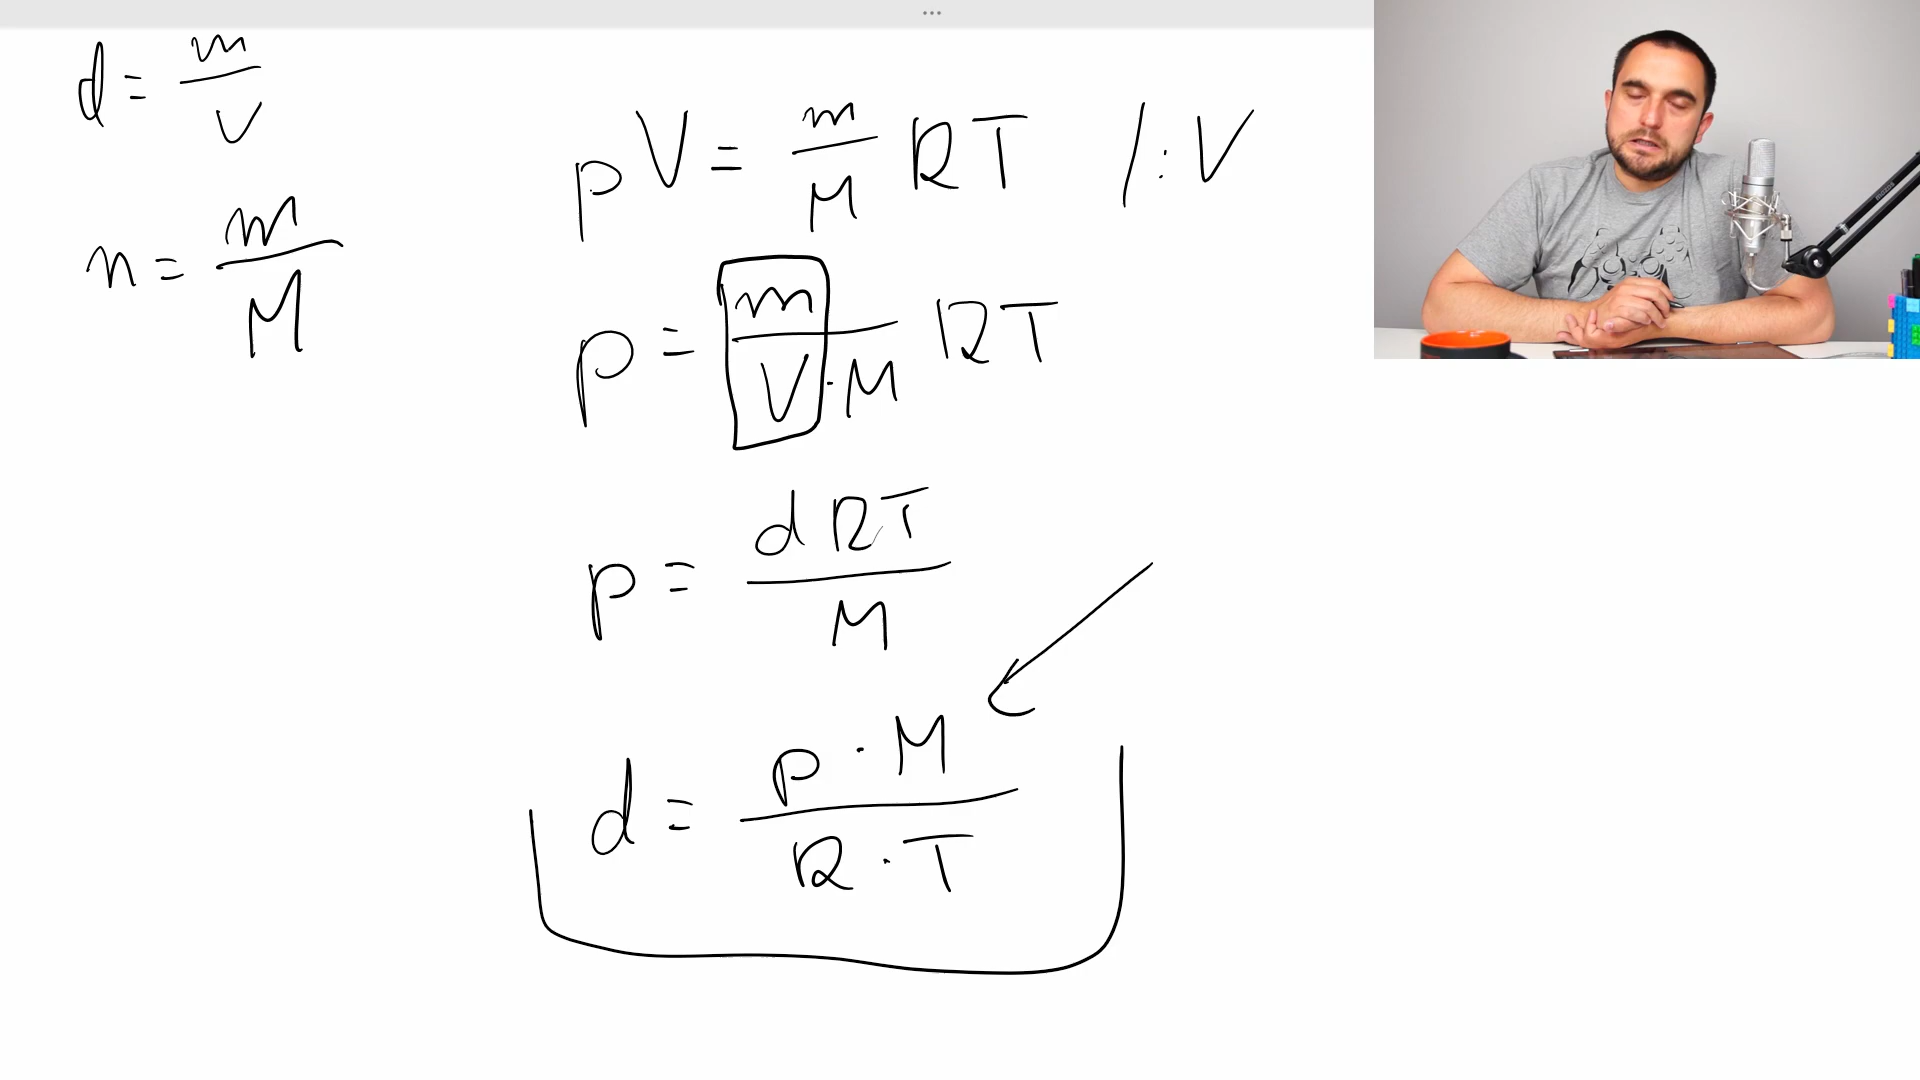 d = m/V
n = m/M
pV = m/M RT /:V
p = m/V·M RT
p = dRT/M
d = p·M/R·T